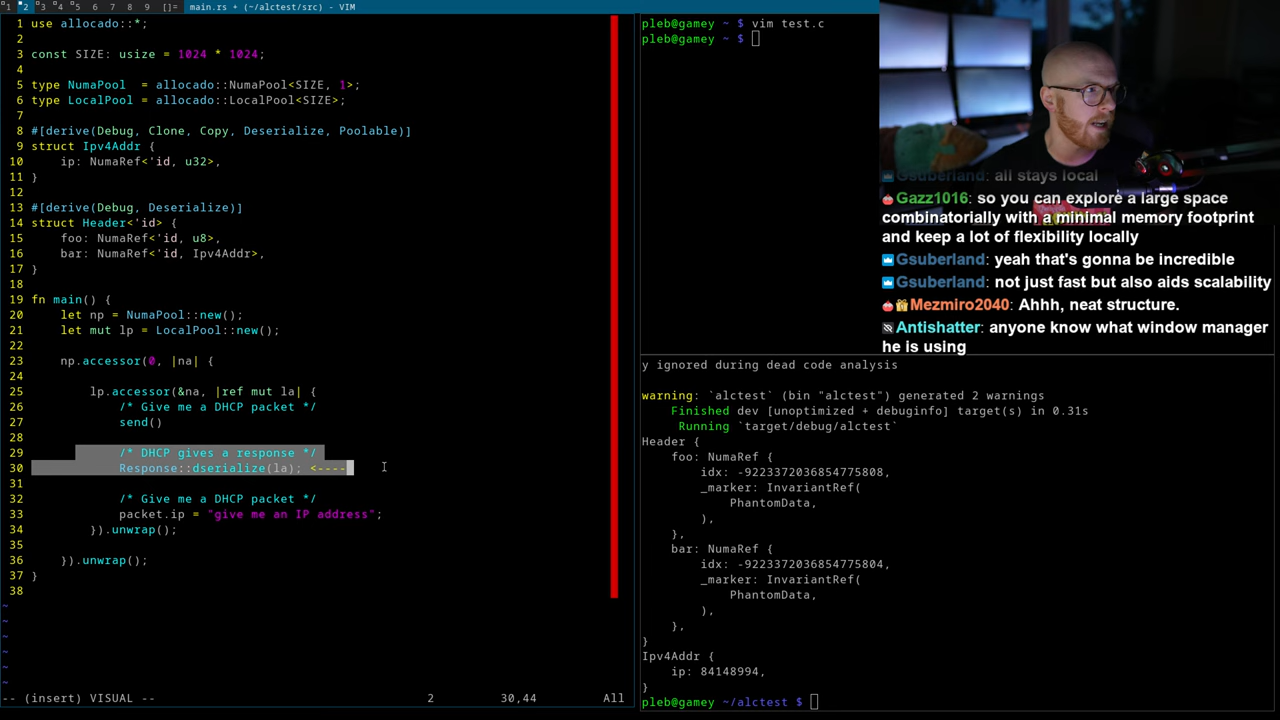 1 2 3 4 5 6 7 8 9 []= main.rs + (~/alctest/src) - VIM
1 use allocado::*;
2
3 const SIZE: usize = 1024 * 1024;
4
5 type NumaPool  = allocado::NumaPool<SIZE, 1>;
6 type LocalPool = allocado::LocalPool<SIZE>;
7
8 #[derive(Debug, Clone, Copy, Deserialize, Poolable)]
9 struct Ipv4Addr {
10     ip: NumaRef<'id, u32>,
11 }
12
13 #[derive(Debug, Deserialize)]
14 struct Header<'id> {
15     foo: NumaRef<'id, u8>,
16     bar: NumaRef<'id, Ipv4Addr>,
17 }
18
19 fn main() {
20     let np = NumaPool::new();
21     let mut lp = LocalPool::new();
22
23     np.accessor(0, |na| {
24
25         lp.accessor(&na, |ref mut la| {
26             /* Give me a DHCP packet */
27             send()
28
29             /* DHCP gives a response */
30             Response::dserialize(la); <----
31
32             /* Give me a DHCP packet */
33             packet.ip = "give me an IP address";
34         }).unwrap();
35
36     }).unwrap();
37 }
38
~
~
~
~
~
~
-- (insert) VISUAL -- 2 30,44 All
pleb@gamey ~ $ vim test.c
pleb@gamey ~ $
y ignored during dead code analysis

warning: `alctest` (bin "alctest") generated 2 warnings
    Finished dev [unoptimized + debuginfo] target(s) in 0.31s
     Running `target/debug/alctest`
Header {
    foo: NumaRef {
        idx: -9223372036854775808,
        _marker: InvariantRef(
            PhantomData,
        ),
    },
    bar: NumaRef {
        idx: -9223372036854775804,
        _marker: InvariantRef(
            PhantomData,
        ),
    },
}
Ipv4Addr {
    ip: 84148994,
}
pleb@gamey ~/alctest $
Gsuberland: all stays local
Gazz1016: so you can explore a large space
combinatorially with a minimal memory footprint
and keep a lot of flexibility locally
Gsuberland: yeah that's gonna be incredible
Gsuberland: not just fast but also aids scalability
Mezmiro2040: Ahhh, neat structure.
Antishatter: anyone know what window manager
he is using